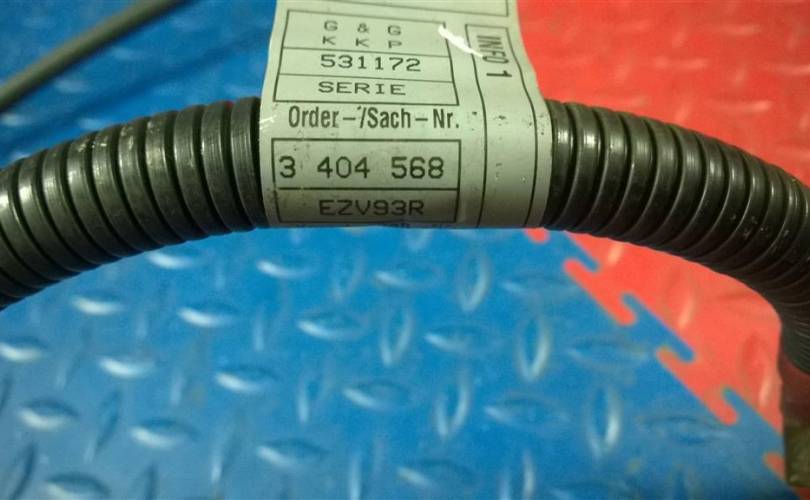 G & G
K K P
531172
SERIE
Order-/Sach-Nr.
3 404 568
EZV93R
INFO 1